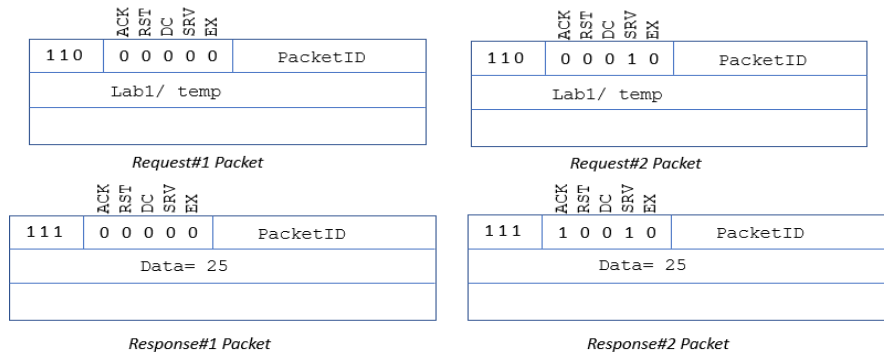 ACK RST DC SRV EX
110 0 0 0 0 0 PacketID
Lab1/ temp
Request#1 Packet
ACK RST DC SRV EX
110 0 0 0 1 0 PacketID
Lab1/ temp
Request#2 Packet
ACK RST DC SRV EX
111 0 0 0 0 0 PacketID
Data= 25
Response#1 Packet
ACK RST DC SRV EX
111 1 0 0 1 0 PacketID
Data= 25
Response#2 Packet